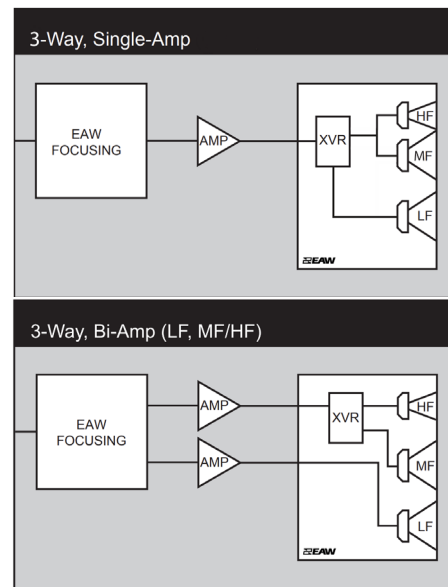 3-Way, Single-Amp
EAW
FOCUSING
AMP
XVR
HF
MF
LF
EAW
3-Way, Bi-Amp (LF, MF/HF)
EAW
FOCUSING
AMP
AMP
XVR
HF
MF
LF
EAW